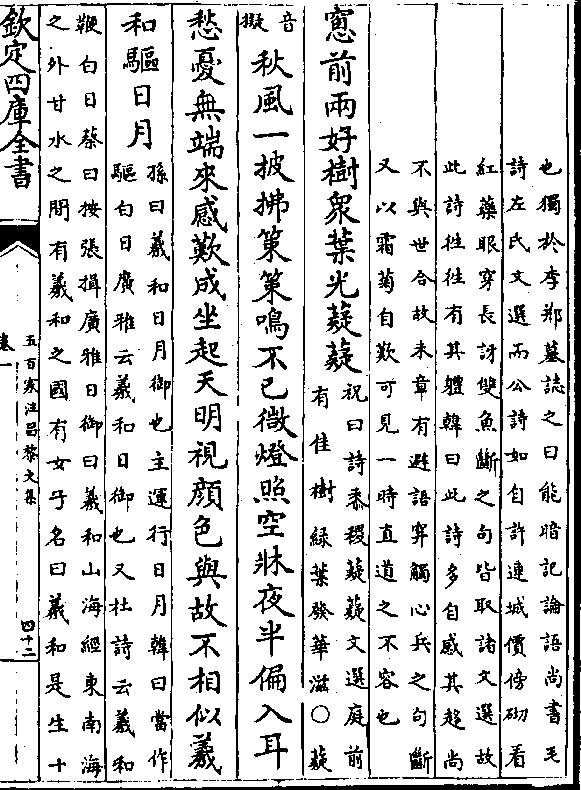 也獨於李郱墓誌之曰能暗記論語尚書毛
詩左氏文選而公詩如自許連城價傍砌看
紅藥眼穿長訝雙魚斷之句皆取諸文選故
此詩徃徃有其體韓曰此詩多自感其趍尚
不與世合故末章有避語穽觸心兵之句斷
又以霜菊自歎可見一時直道之不容也
窻前兩好樹衆葉光薿薿
祝曰詩黍稷薿薿文選庭前
有佳樹緑葉發華滋○薿
音
擬
秋風一披拂策策鳴不已微燈照空牀夜半偏入耳
愁憂無端來感歎成坐起天明視顔色與故不相似羲
和驅日月
孫曰羲和日月御也主運行日月韓曰當作
驅白日廣雅云羲和日御也又杜詩云羲和
鞭白日蔡曰按張揖廣雅日御曰羲和山海經東南海
之外甘水之間有羲和之國有女子名曰羲和是生十
欽定四庫全書
五百家注昌黎文集
卷一
四十二